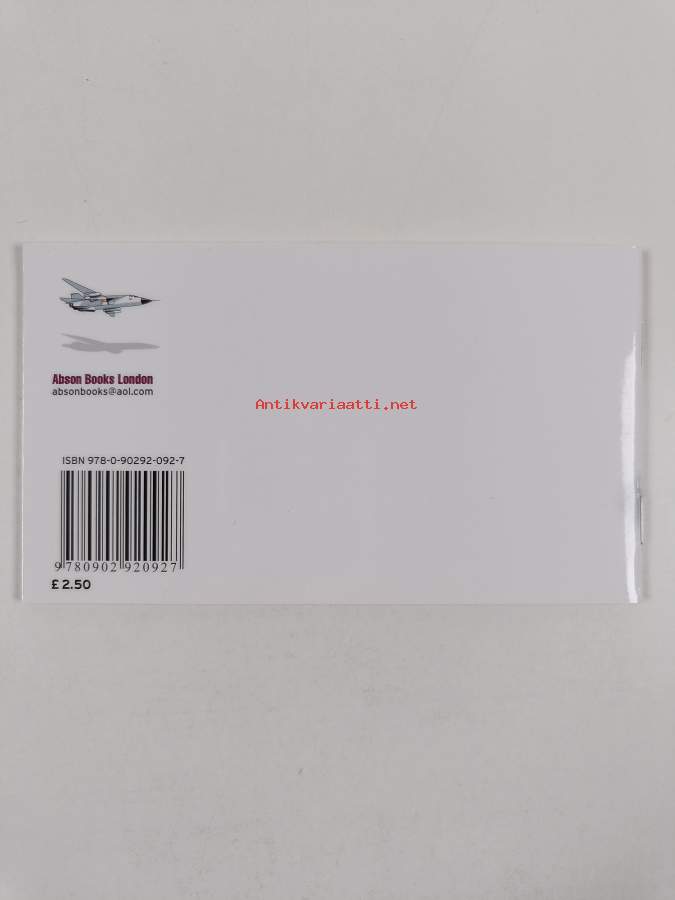 Abson Books London
absonbooks@aol.com
Antikvariaatti.net
ISBN 978-0-90292-092-7
9 780902 920927
£ 2.50